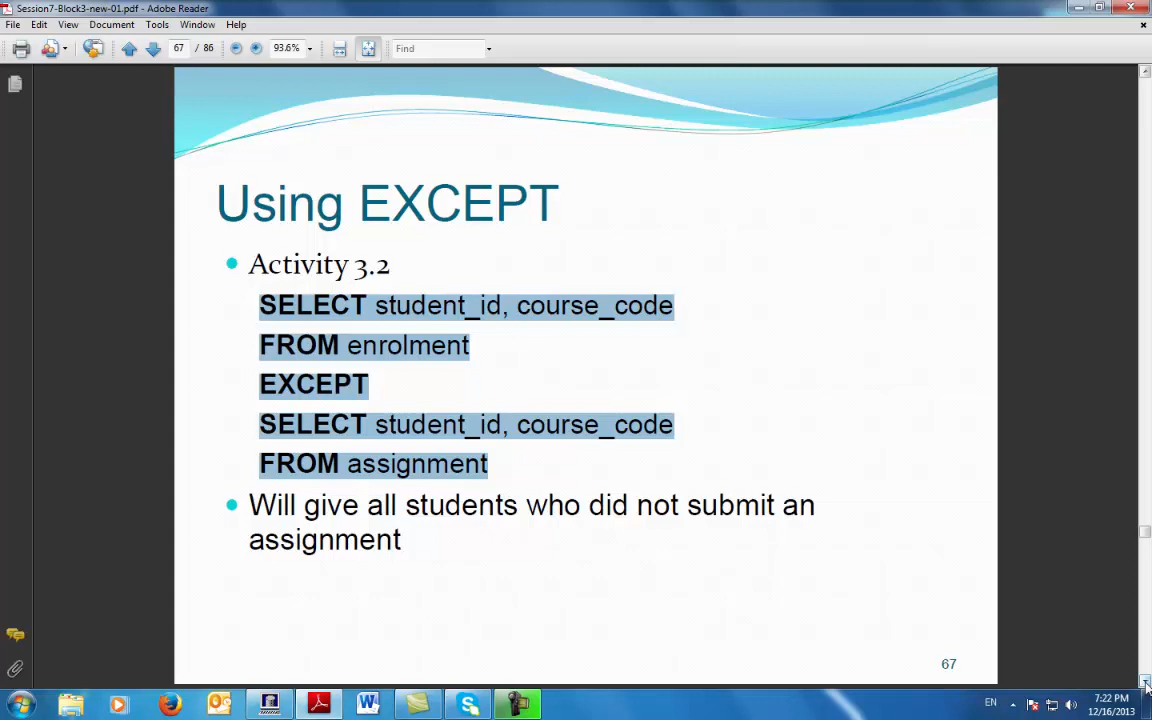 Session7-Block3-new-01.pdf - Adobe Reader
File Edit View Document Tools Window Help
67 / 86 93.6% Find
Using EXCEPT
Activity 3.2
SELECT student_id, course_code
FROM enrolment
EXCEPT
SELECT student_id, course_code
FROM assignment
Will give all students who did not submit an
assignment
67
EN 7:22 PM
12/16/2013